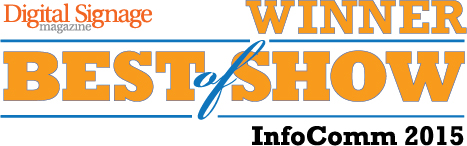 Digital Signage
magazine
WINNER
BEST of SHOW
InfoComm 2015